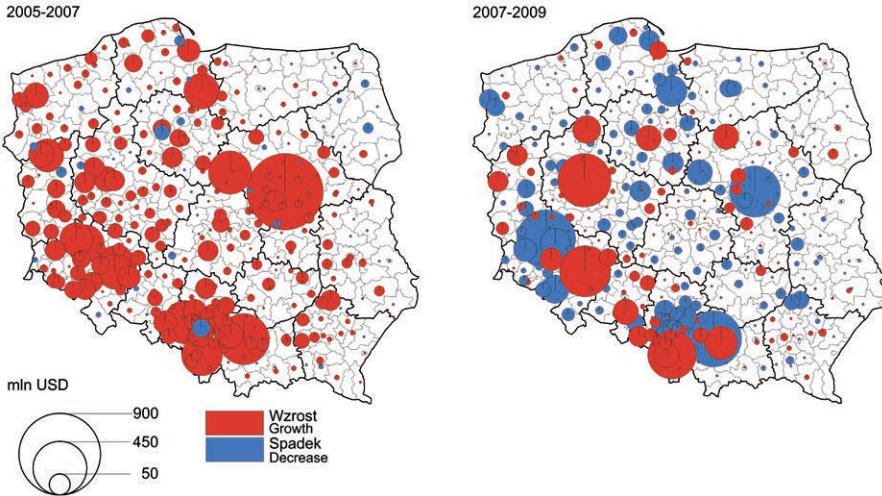 2005-2007
2007-2009
mln USD
900
450
50
Wzrost
Growth
Spadek
Decrease